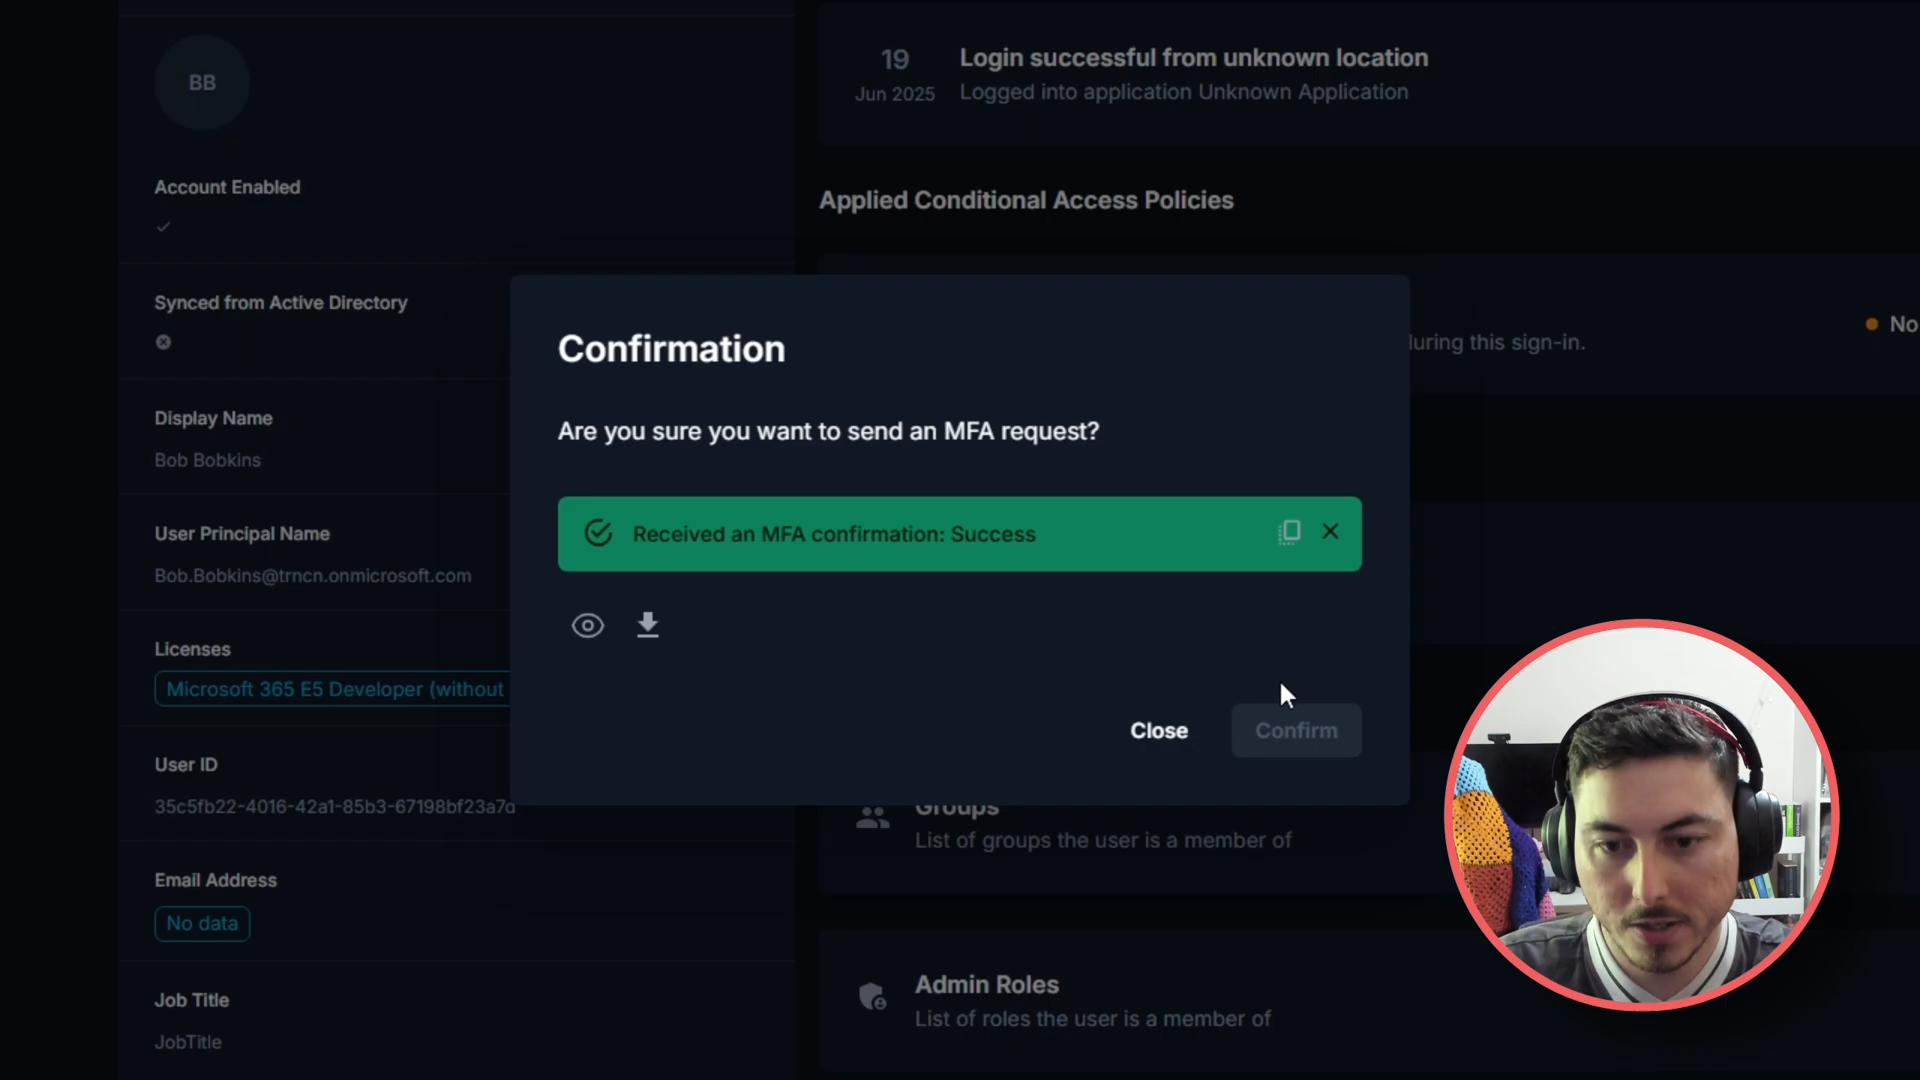 BB
19
Jun 2025
Login successful from unknown location
Logged into application Unknown Application
Account Enabled
Applied Conditional Access Policies
Synced from Active Directory
No
luring this sign-in.
Confirmation
Are you sure you want to send an MFA request?
Received an MFA confirmation: Success
Close
Confirm
Display Name
Bob Bobkins
User Principal Name
Bob.Bobkins@trncn.onmicrosoft.com
Licenses
Microsoft 365 E5 Developer (without
User ID
35c5fb22-4016-42a1-85b3-67198bf23a7d
Email Address
No data
Job Title
JobTitle
Groups
List of groups the user is a member of
Admin Roles
List of roles the user is a member of